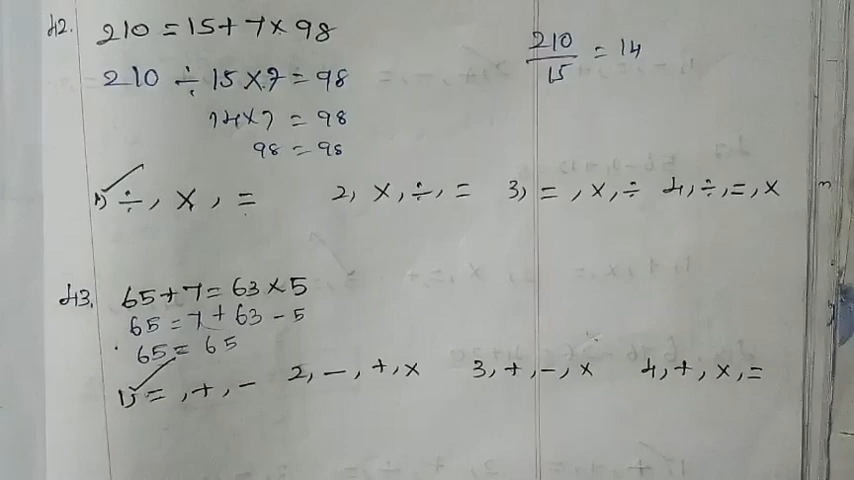 42. 210 = 15 + 7 × 98
210/15 = 14
210 ÷ 15 × 7 = 98
14 × 7 = 98
98 = 98
1) ÷, ×, = 2, ×, ÷, = 3, =, ×, ÷ 4, ÷, =, ×
43. 65 + 7 = 63 × 5
65 = 7 + 63 - 5
65 = 65
1) =, +, - 2, -, +, × 3, +, -, × 4, +, ×, =